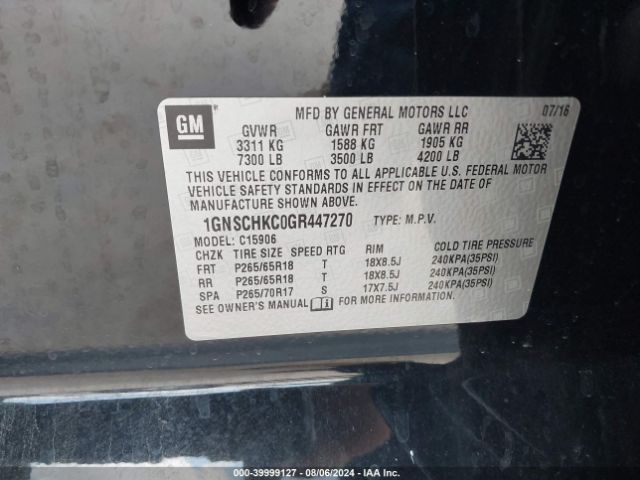 GM
MFD BY GENERAL MOTORS LLC 07/16
GVWR GAWR FRT GAWR RR
3311 KG 1588 KG 1905 KG
7300 LB 3500 LB 4200 LB
THIS VEHICLE CONFORMS TO ALL APPLICABLE U.S. FEDERAL MOTOR
VEHICLE SAFETY STANDARDS IN EFFECT ON THE DATE OF
MANUFACTURE SHOWN ABOVE.
1GNSCHKC0GR447270 TYPE: M.P.V.
MODEL: C15906
CHZK TIRE SIZE SPEED RTG RIM COLD TIRE PRESSURE
FRT P265/65R18 T 18X8.5J 240KPA(35PSI)
RR P265/65R18 T 18X8.5J 240KPA(35PSI)
SPA P265/70R17 S 17X7.5J 240KPA(35PSI)
SEE OWNER'S MANUAL FOR MORE INFORMATION.
000-39999127 - 08/06/2024 - IAA Inc.